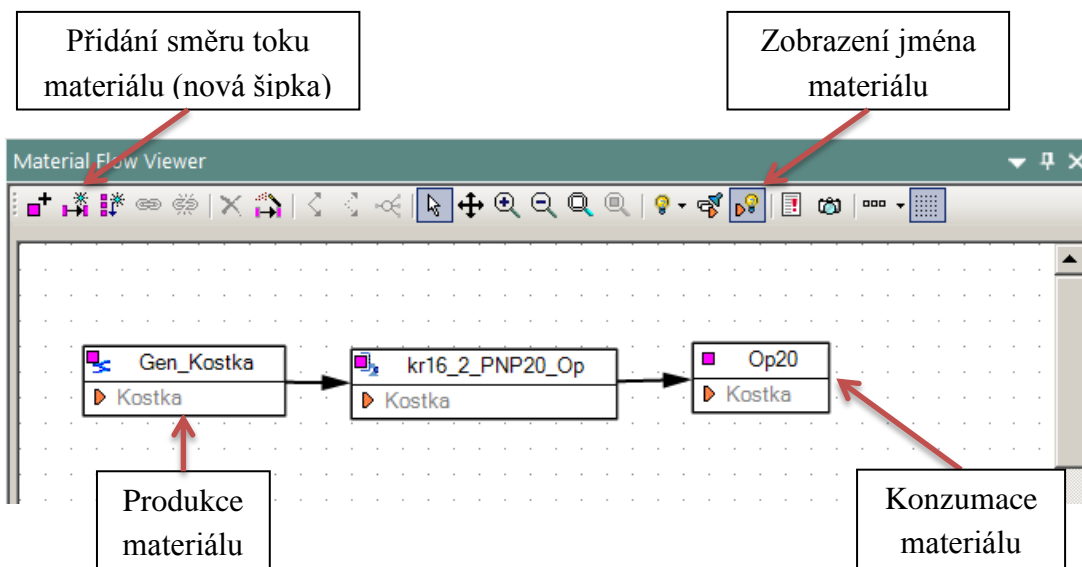 Přidání směru toku
materiálu (nová šipka)
Zobrazení jména
materiálu
Material Flow Viewer
Gen_Kostka
Kostka
kr16_2_PNP20_Op
Kostka
Op20
Kostka
Produkce
materiálu
Konzumace
materiálu